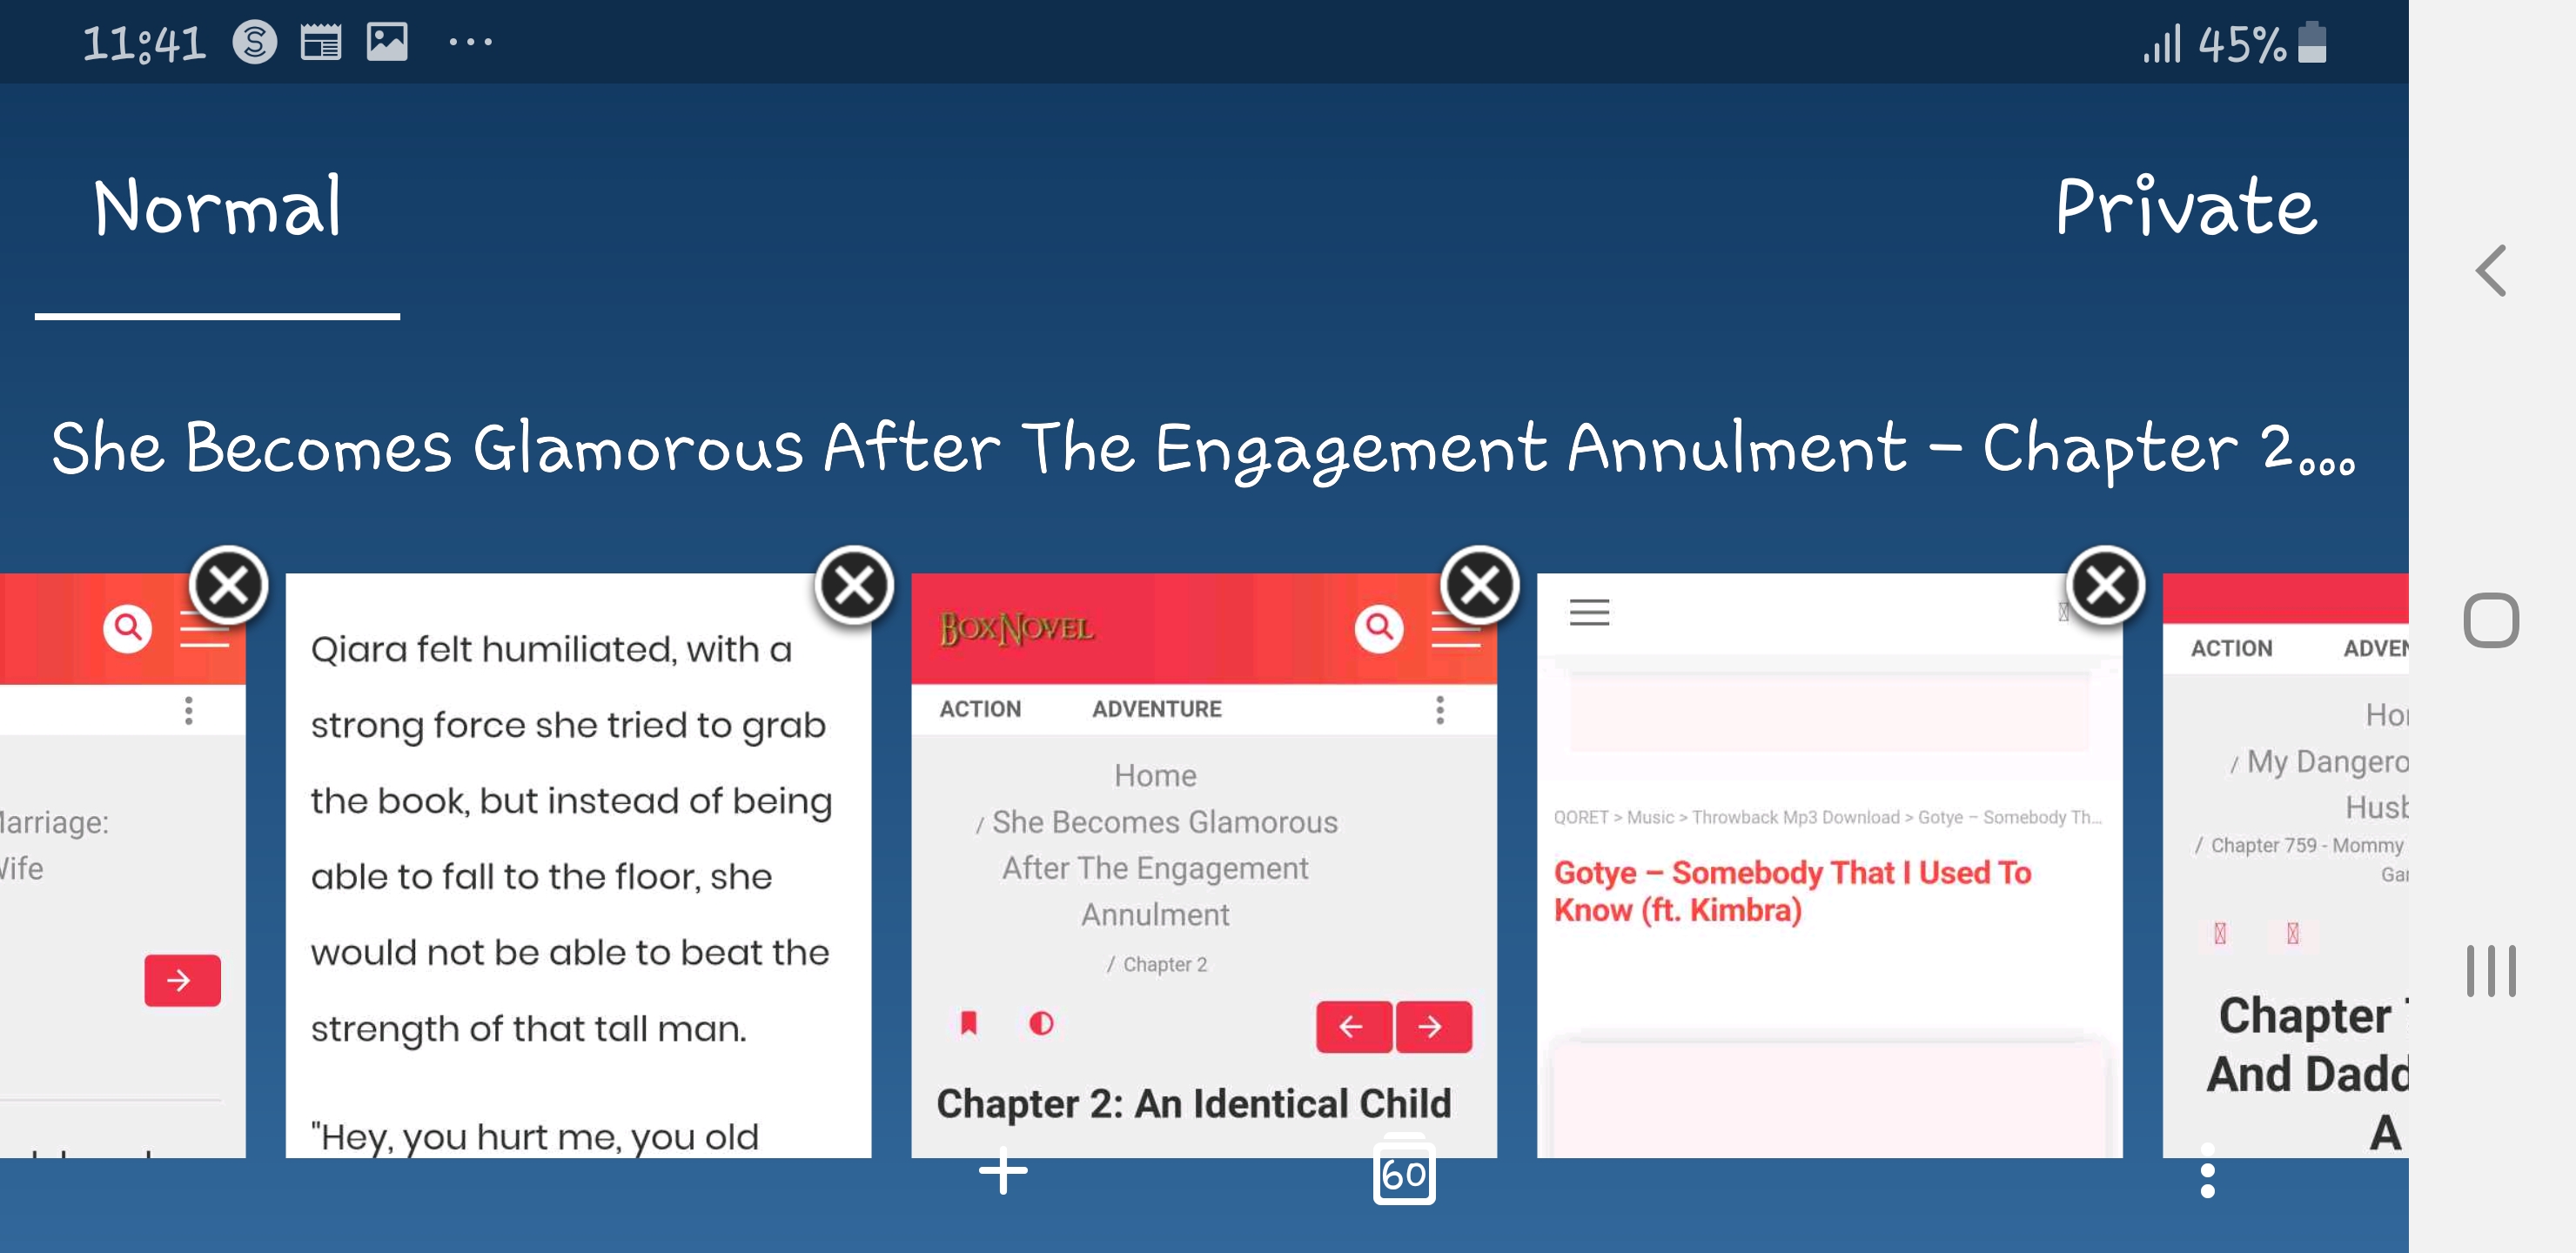 11:41
45%
Normal
Private
She Becomes Glamorous After The Engagement Annulment – Chapter 2...
Marriage:
Wife
Qiara felt humiliated, with a
strong force she tried to grab
the book, but instead of being
able to fall to the floor, she
would not be able to beat the
strength of that tall man.
"Hey, you hurt me, you old
BOXNOVEL
ACTION ADVENTURE
Home
/ She Becomes Glamorous
After The Engagement
Annulment
/ Chapter 2
Chapter 2: An Identical Child
QORET > Music > Throwback Mp3 Download > Gotye – Somebody Th...
Gotye – Somebody That I Used To
Know (ft. Kimbra)
ACTION ADVEN
Hor
/ My Dangero
Husb
/ Chapter 759 - Mommy
Gar
Chapter
And Dadd
A
60